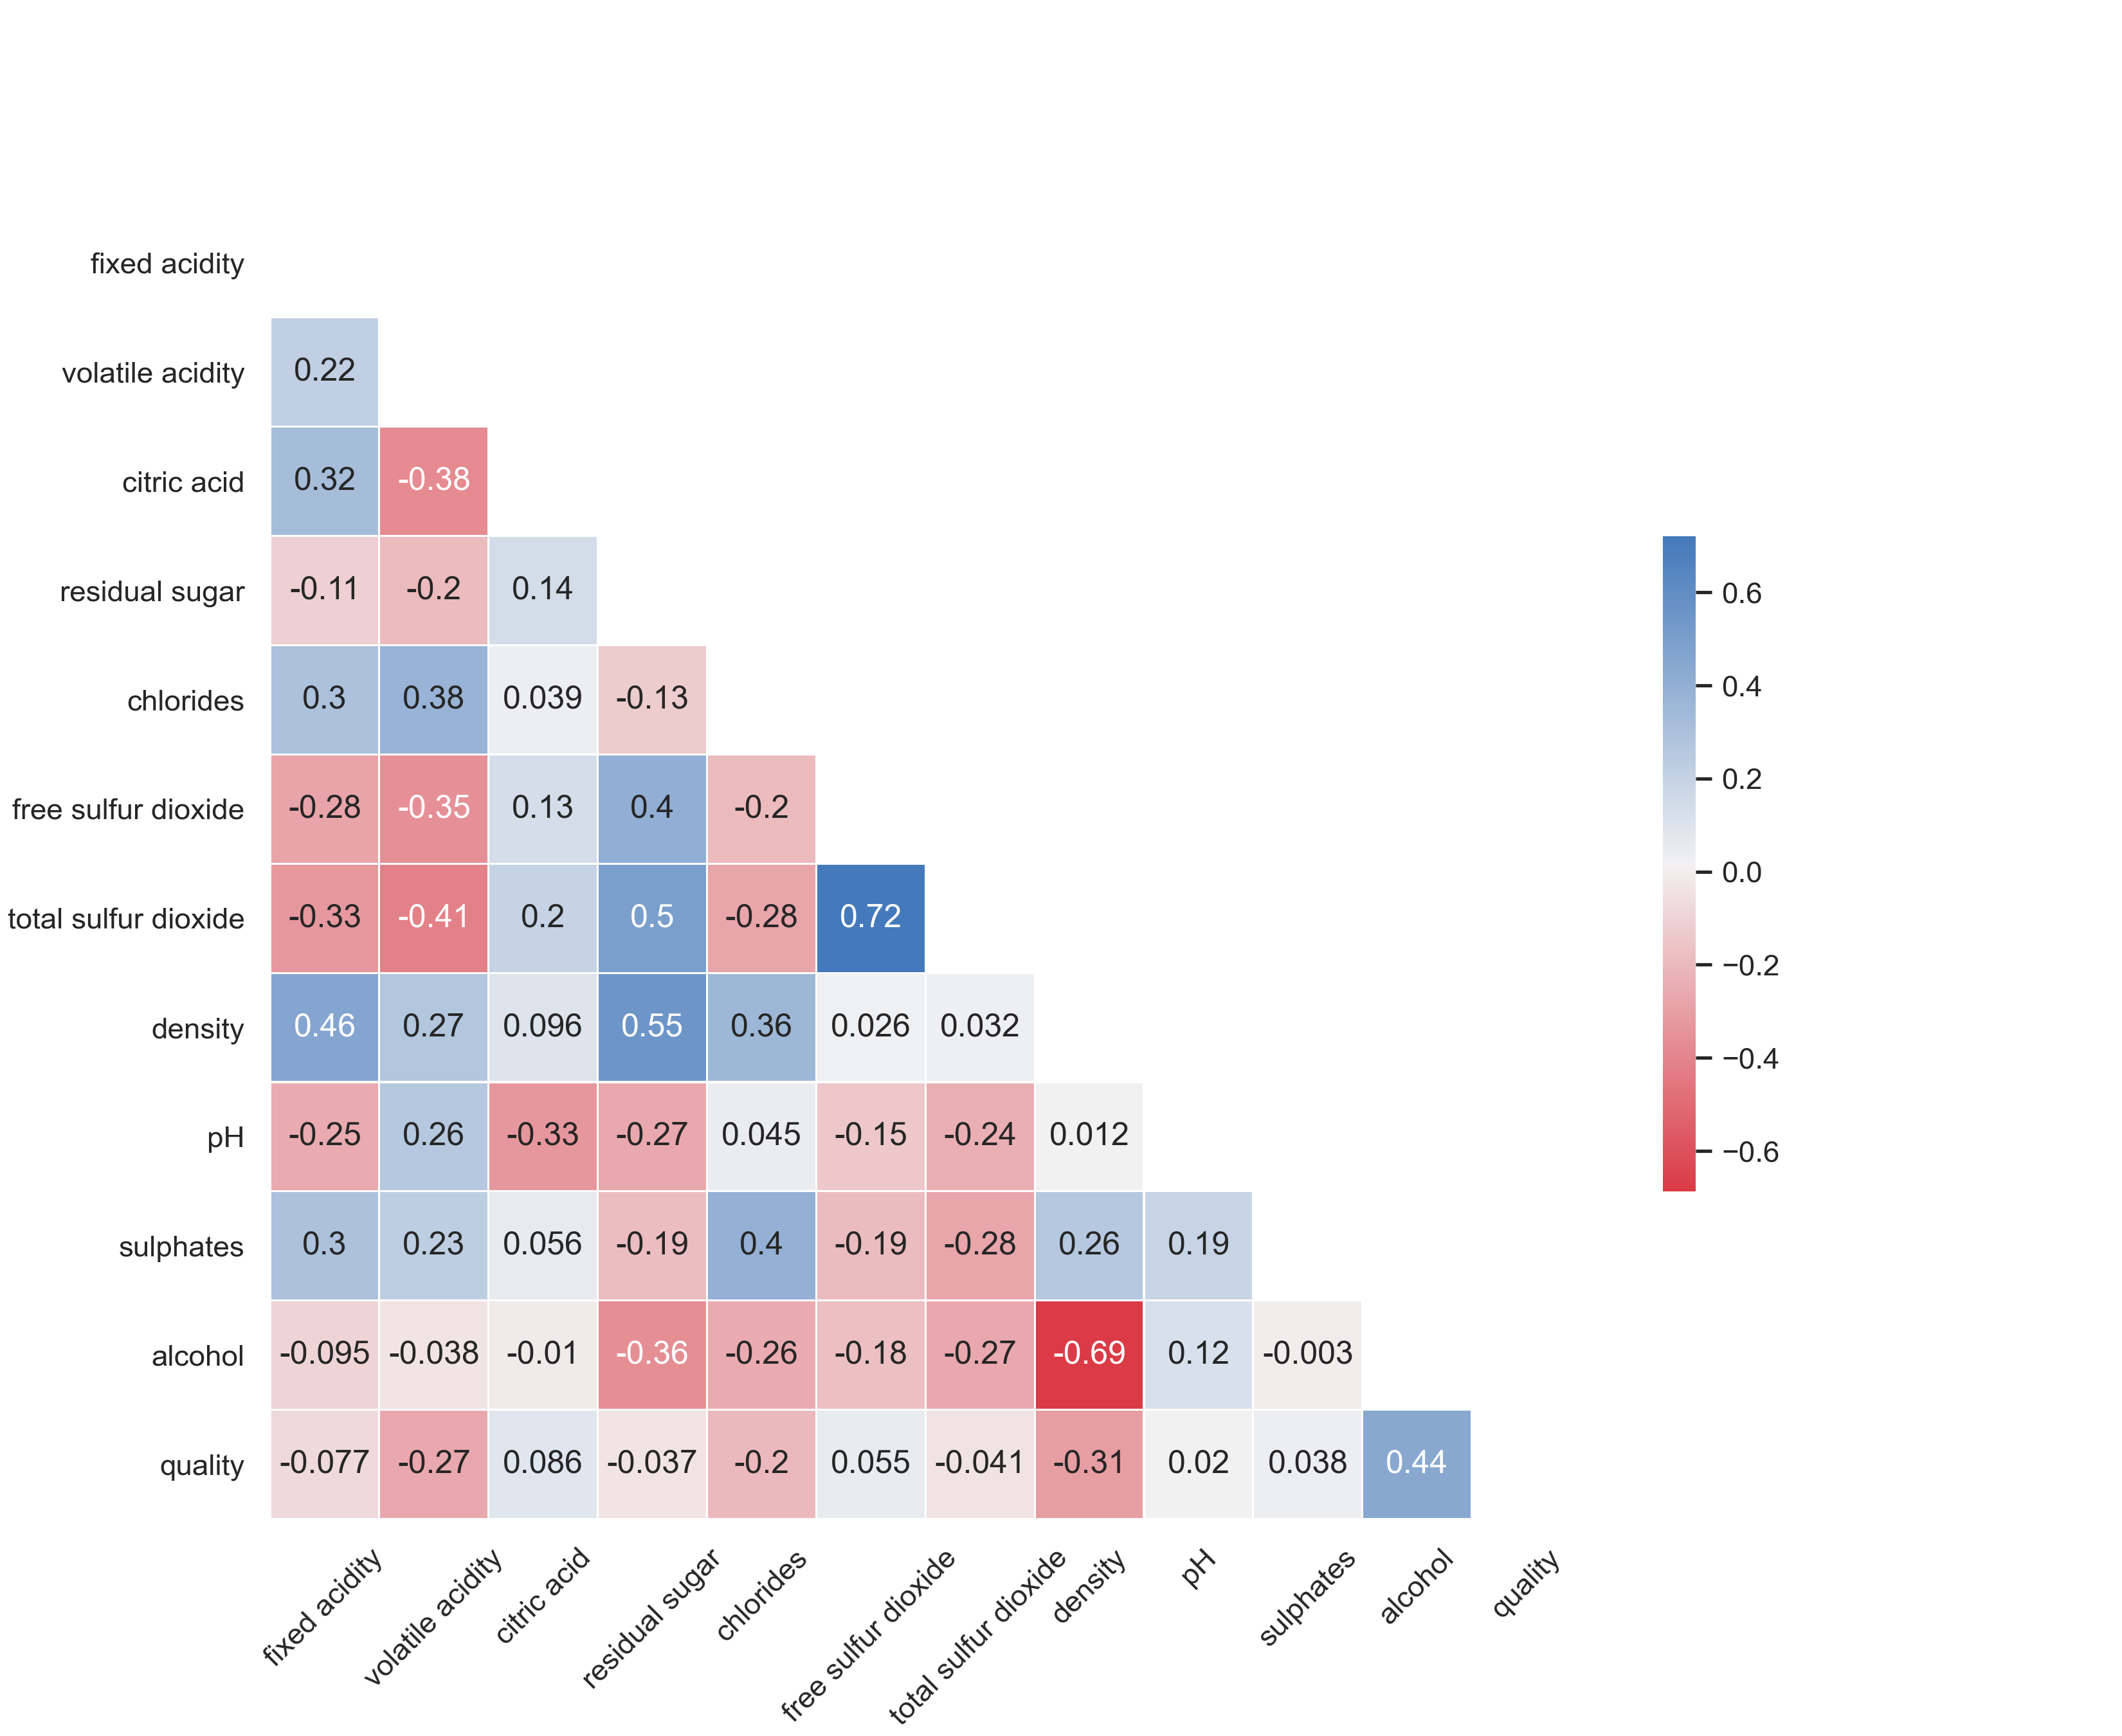 fixed acidity
volatile acidity 0.22
citric acid 0.32 -0.38
residual sugar -0.11 -0.2 0.14
0.6
chlorides 0.3 0.38 0.039 -0.13
0.4
0.2
free sulfur dioxide -0.28 -0.35 0.13 0.4 -0.2
0.0
total sulfur dioxide -0.33 -0.41 0.2 0.5 -0.28 0.72
−0.2
density 0.46 0.27 0.096 0.55 0.36 0.026 0.032
−0.4
pH -0.25 0.26 -0.33 -0.27 0.045 -0.15 -0.24 0.012
−0.6
sulphates 0.3 0.23 0.056 -0.19 0.4 -0.19 -0.28 0.26 0.19
alcohol -0.095 -0.038 -0.01 -0.36 -0.26 -0.18 -0.27 -0.69 0.12 -0.003
quality -0.077 -0.27 0.086 -0.037 -0.2 0.055 -0.041 -0.31 0.02 0.038 0.44
fixed acidity
volatile acidity
citric acid
residual sugar
chlorides
free sulfur dioxide
total sulfur dioxide
density
pH
sulphates
alcohol
quality